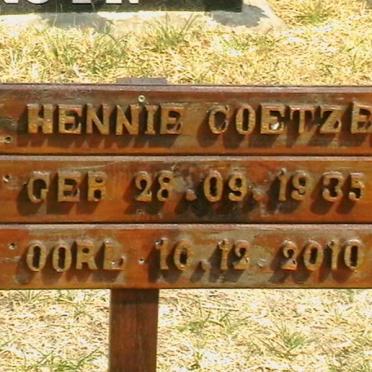 HENNIE COETZE
GEB 28.09.1935
OORL 10.12.2010